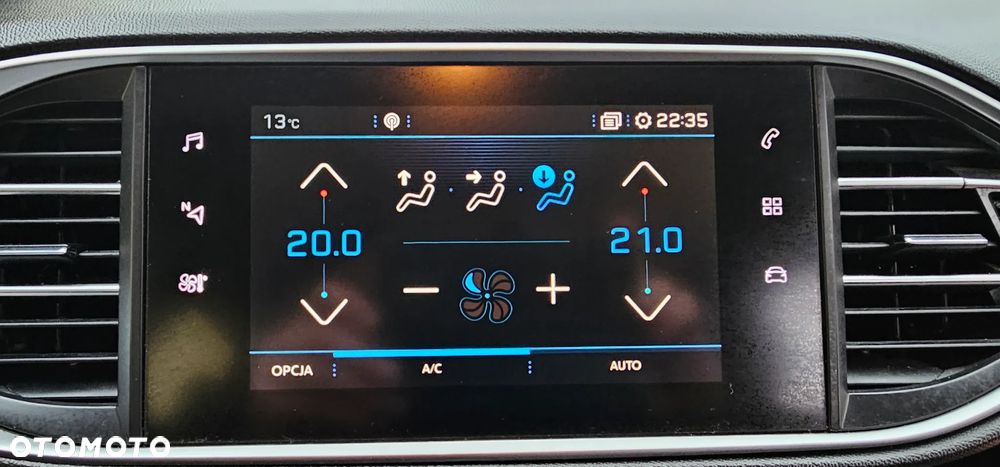 13°C
22:35
N
20.0
21.0
OPCJA
A/C
AUTO
OTOMOTO